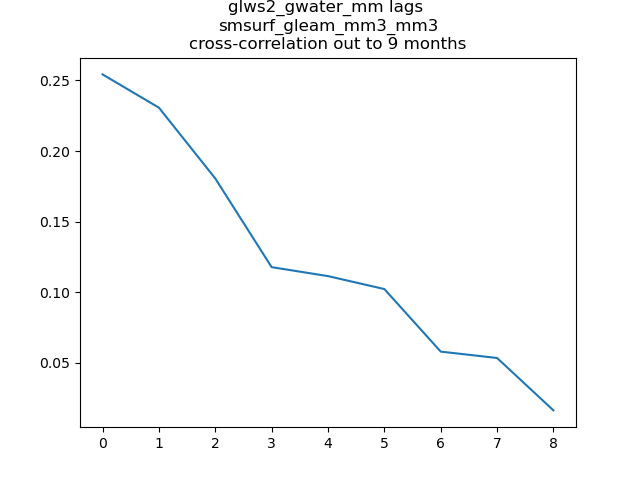 glws2_gwater_mm lags
smsurf_gleam_mm3_mm3
cross-correlation out to 9 months
0.25
0.20
0.15
0.10
0.05
0 1 2 3 4 5 6 7 8